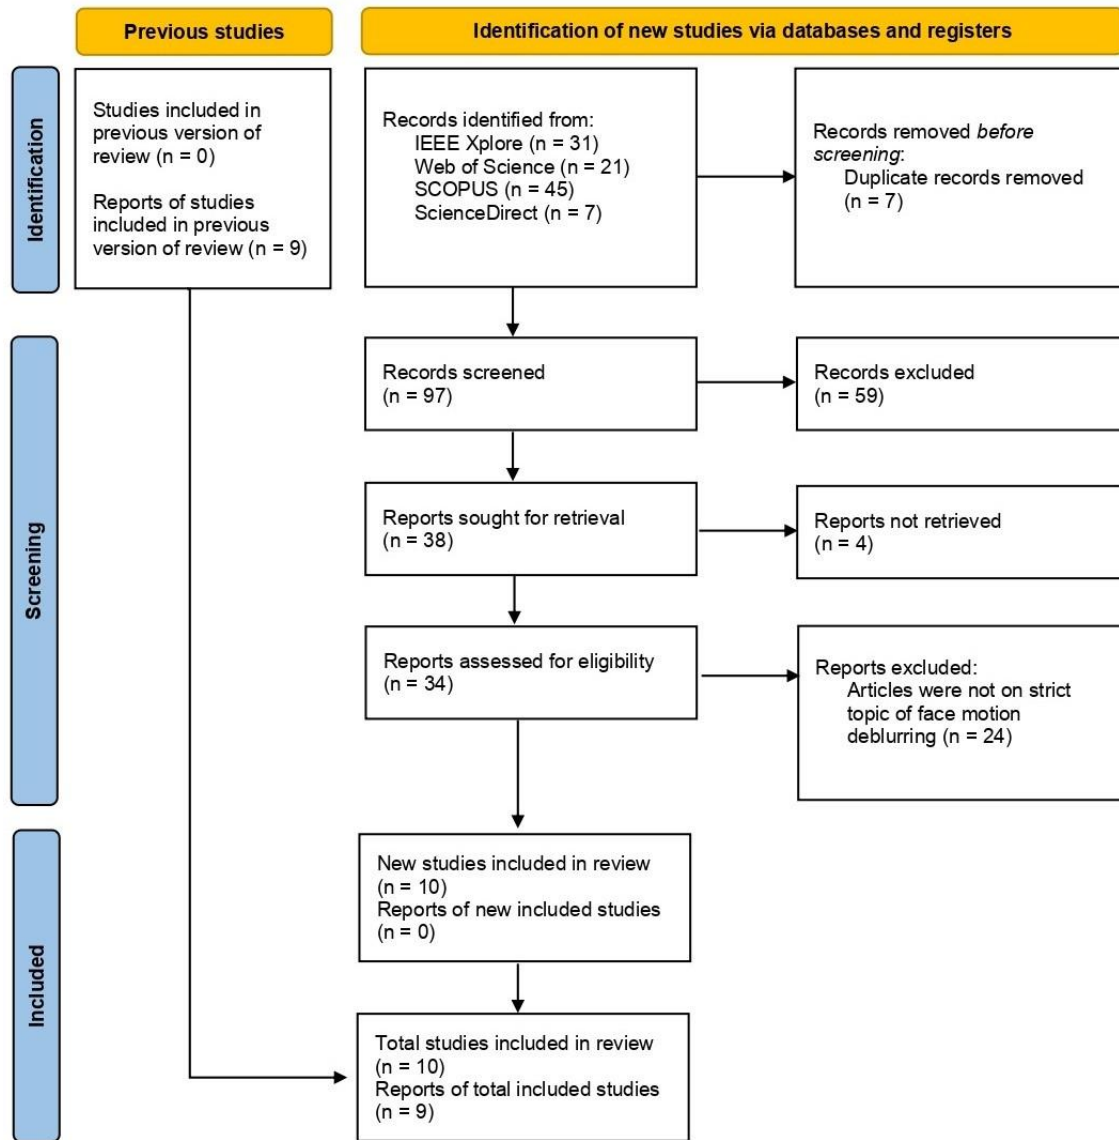 Previous studies
Identification of new studies via databases and registers
Identification
Studies included in
previous version of
review (n = 0)
Reports of studies
included in previous
version of review (n = 9)
Records identified from:
IEEE Xplore (n = 31)
Web of Science (n = 21)
SCOPUS (n = 45)
ScienceDirect (n = 7)
Records removed before
screening:
Duplicate records removed
(n = 7)
Screening
Records screened
(n = 97)
Records excluded
(n = 59)
Reports sought for retrieval
(n = 38)
Reports not retrieved
(n = 4)
Reports assessed for eligibility
(n = 34)
Reports excluded:
Articles were not on strict
topic of face motion
deblurring (n = 24)
Included
New studies included in review
(n = 10)
Reports of new included studies
(n = 0)
Total studies included in review
(n = 10)
Reports of total included studies
(n = 9)